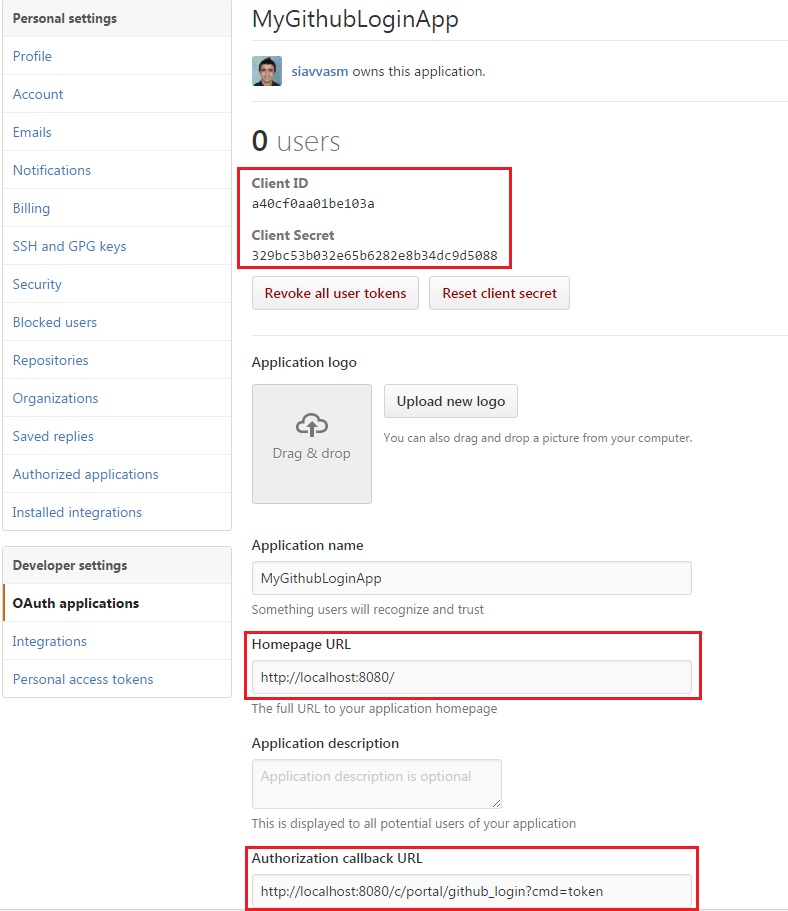 Personal settings
Profile
Account
Emails
Notifications
Billing
SSH and GPG keys
Security
Blocked users
Repositories
Organizations
Saved replies
Authorized applications
Installed integrations
Developer settings
OAuth applications
Integrations
Personal access tokens
MyGithubLoginApp
siavvasm owns this application.
0 users
Client ID
a40cf0aa01be103a
Client Secret
329bc53b032e65b6282e8b34dc9d5088
Revoke all user tokens
Reset client secret
Application logo
Drag & drop
Upload new logo
You can also drag and drop a picture from your computer.
Application name
MyGithubLoginApp
Something users will recognize and trust
Homepage URL
http://localhost:8080/
The full URL to your application homepage
Application description
Application description is optional
This is displayed to all potential users of your application
Authorization callback URL
http://localhost:8080/c/portal/github_login?cmd=token